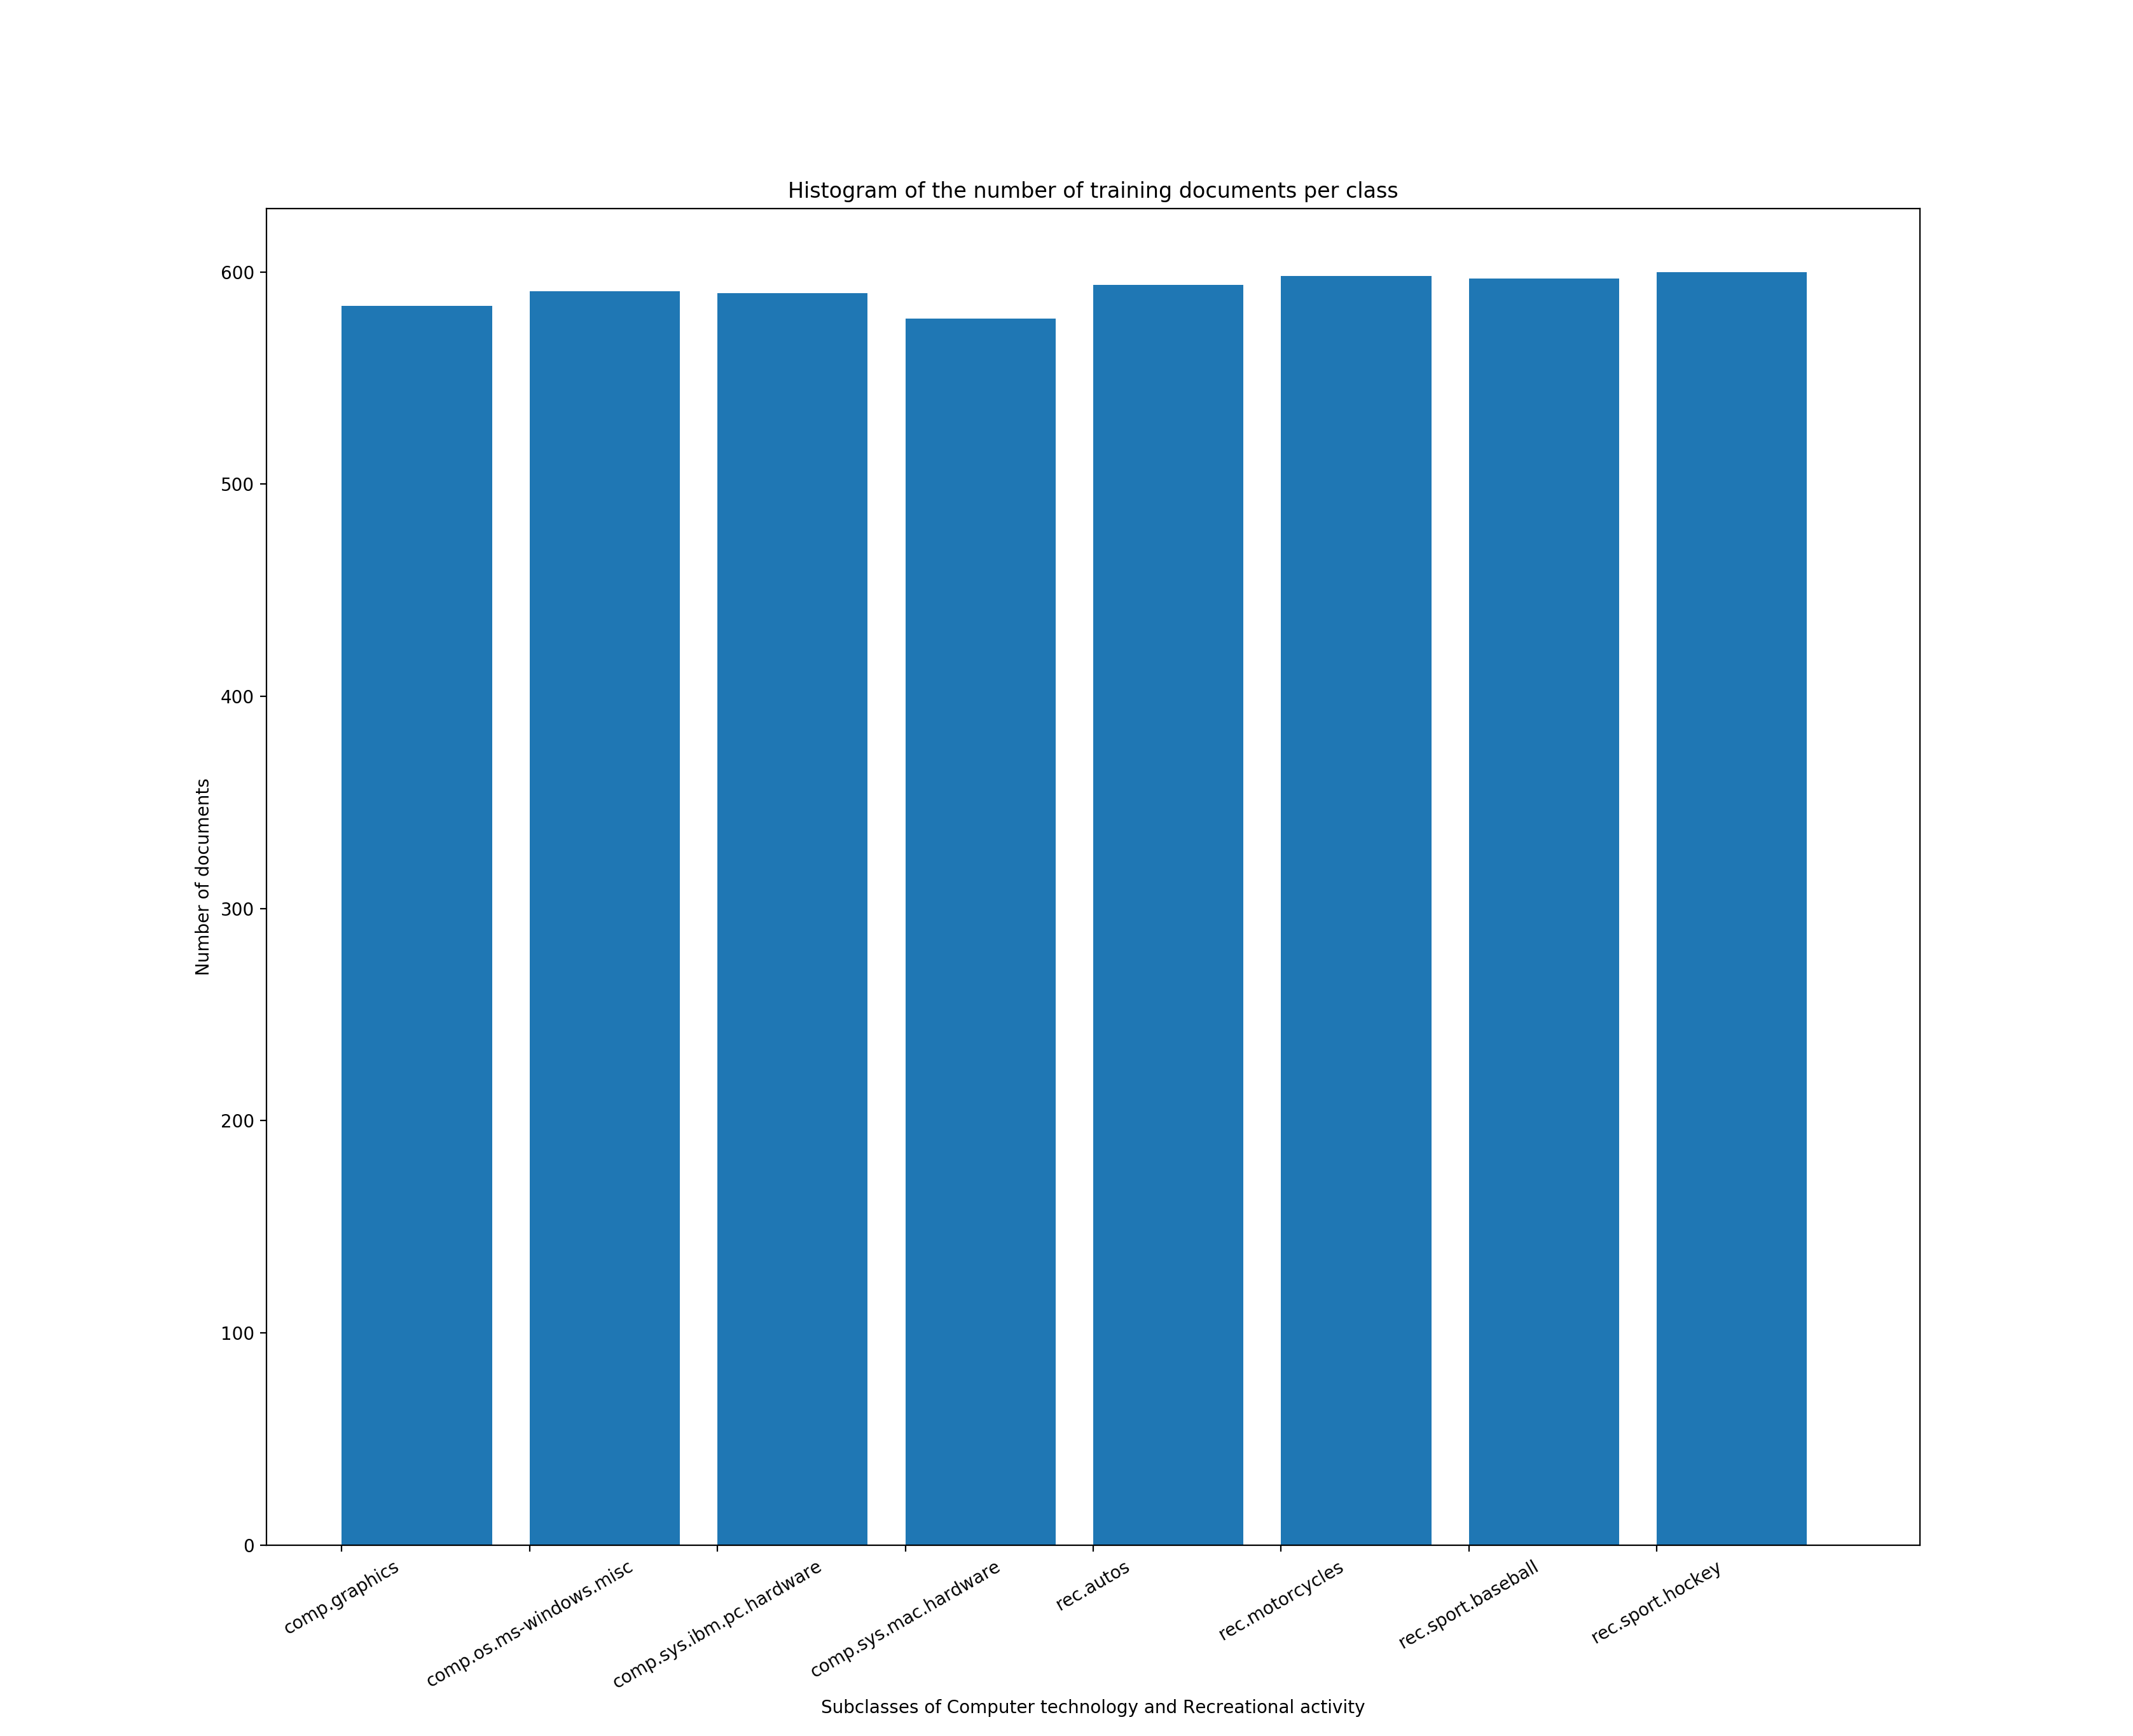 Histogram of the number of training documents per class
600
500
400
300
200
100
0
Number of documents
comp.graphics
comp.os.ms-windows.misc
comp.sys.ibm.pc.hardware
comp.sys.mac.hardware
rec.autos
rec.motorcycles
rec.sport.baseball
rec.sport.hockey
Subclasses of Computer technology and Recreational activity